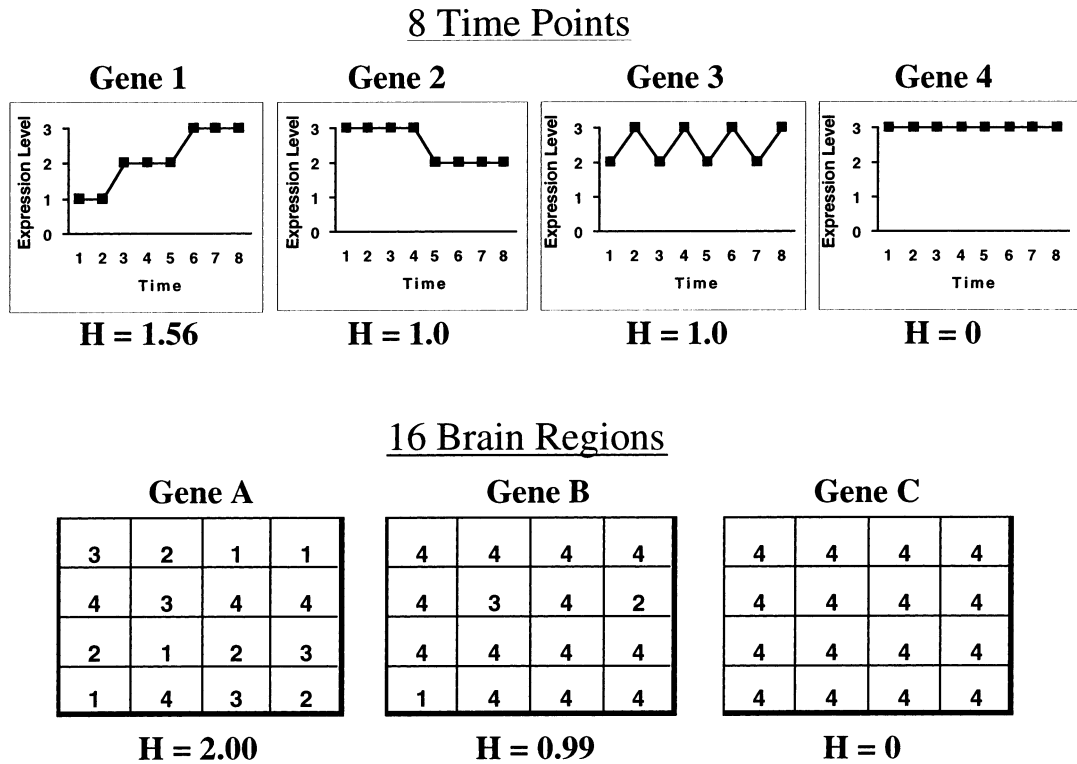 8 Time Points
Gene 1 Gene 2 Gene 3 Gene 4
Expression Level
3
2
1
0
1 2 3 4 5 6 7 8
Time
Expression Level
3
2
1
0
1 2 3 4 5 6 7 8
Time
Expression Level
3
2
1
0
1 2 3 4 5 6 7 8
Time
Expression Level
3
2
1
0
1 2 3 4 5 6 7 8
Time
H = 1.56 H = 1.0 H = 1.0 H = 0
16 Brain Regions
Gene A Gene B Gene C
3 2 1 1
4 3 4 4
2 1 2 3
1 4 3 2
4 4 4 4
4 3 4 2
4 4 4 4
1 4 4 4
4 4 4 4
4 4 4 4
4 4 4 4
4 4 4 4
H = 2.00 H = 0.99 H = 0